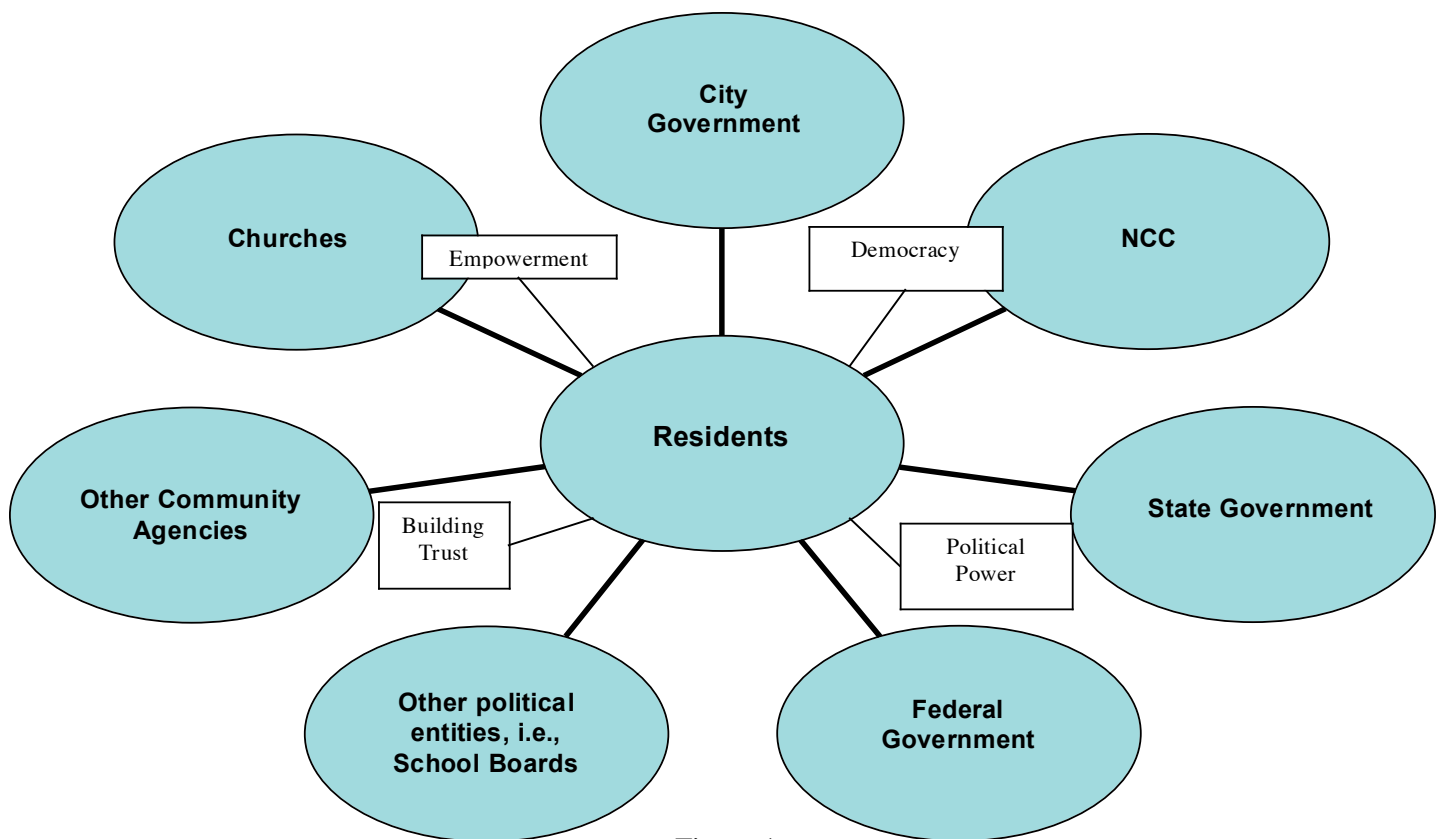 City
Government
Churches
NCC
Empowerment
Democracy
Residents
Other Community
Agencies
State Government
Building
Trust
Political
Power
Other political
entities, i.e.,
School Boards
Federal
Government